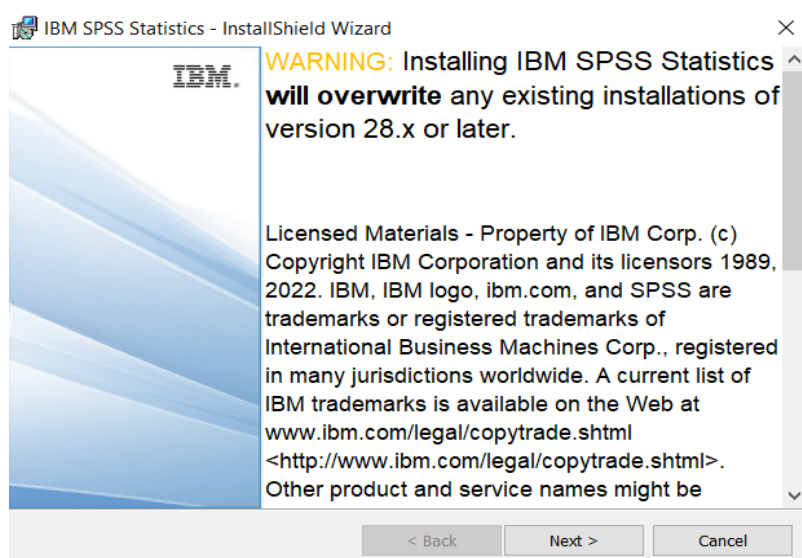 IBM SPSS Statistics - InstallShield Wizard
IBM.
WARNING: Installing IBM SPSS Statistics
will overwrite any existing installations of
version 28.x or later.
Licensed Materials - Property of IBM Corp. (c)
Copyright IBM Corporation and its licensors 1989,
2022. IBM, IBM logo, ibm.com, and SPSS are
trademarks or registered trademarks of
International Business Machines Corp., registered
in many jurisdictions worldwide. A current list of
IBM trademarks is available on the Web at
www.ibm.com/legal/copytrade.shtml
<http://www.ibm.com/legal/copytrade.shtml>.
Other product and service names might be
< Back
Next >
Cancel